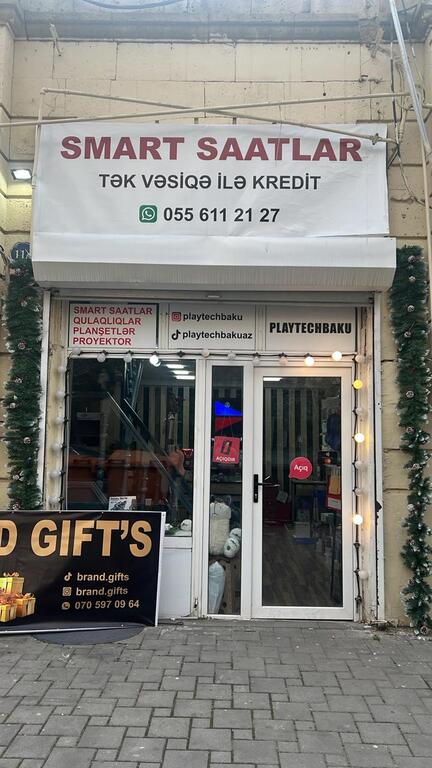 SMART SAATLAR
TƏK VƏSİQƏ İLƏ KREDİT
055 611 21 27
SMART SAATLAR
QULAQLIQLAR
PLANŞETLƏR
PROYEKTOR
playtechbaku
playtechbakuaz
PLAYTECHBAKU
AÇIQDIR
Açıq
D GIFT'S
brand.gifts
brand.gifts
070 597 09 64